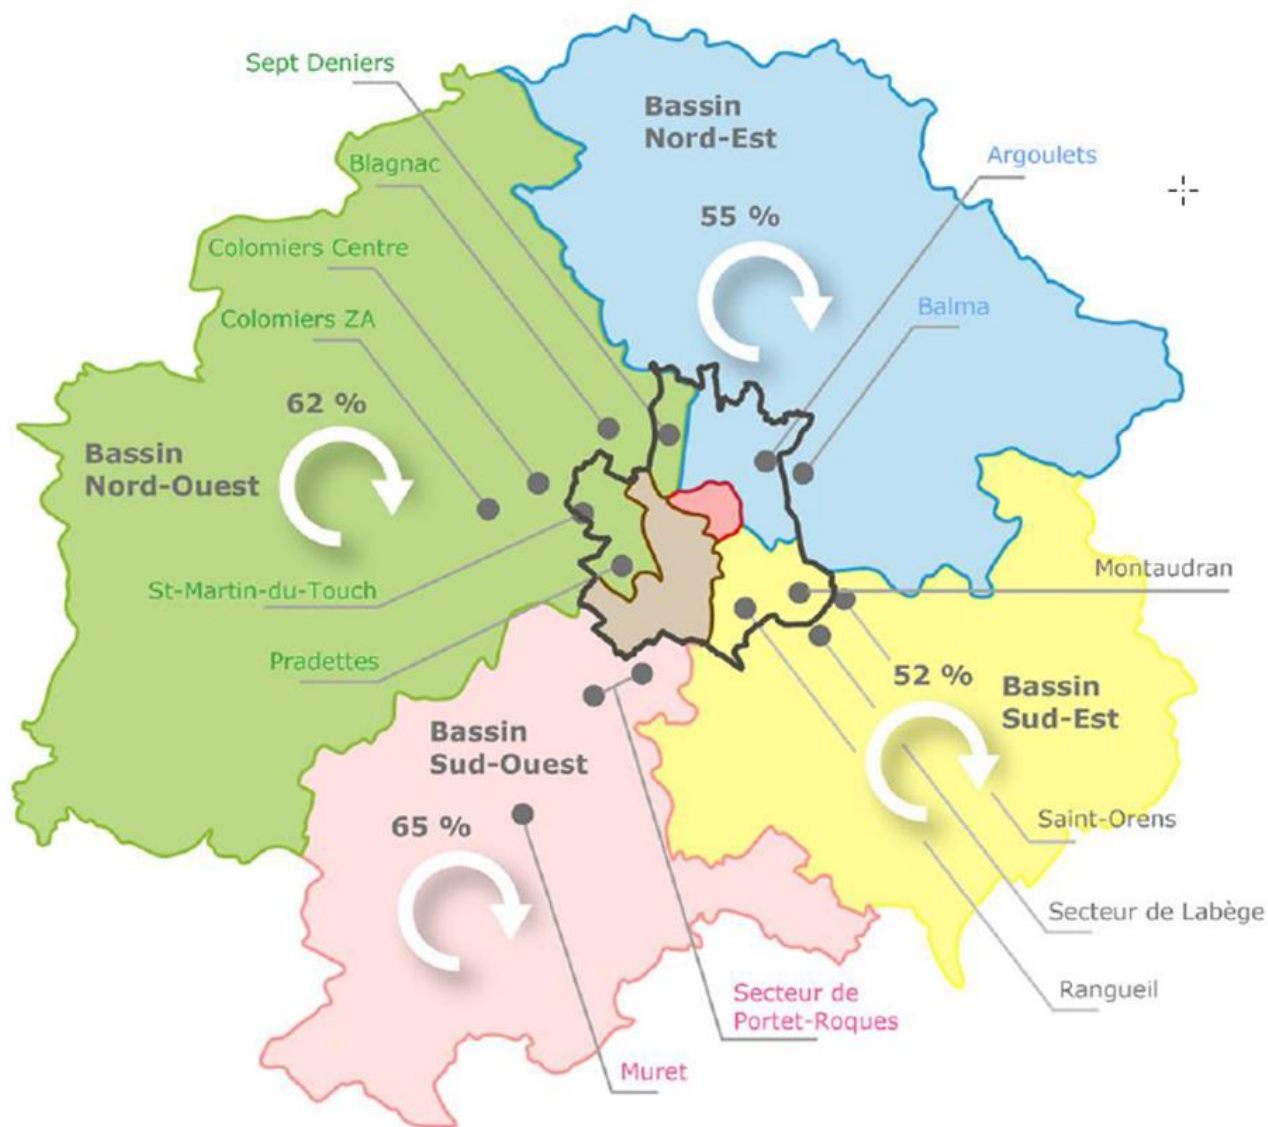 Sept Deniers
Bassin
Nord-Est
Argoulets
Blagnac
55 %
Colomiers Centre
Balma
Colomiers ZA
62 %
Bassin
Nord-Ouest
Montaudran
St-Martin-du-Touch
Pradettes
52 %
Bassin
Sud-Est
Bassin
Sud-Ouest
65 %
Saint-Orens
Secteur de Labège
Rangueil
Secteur de
Portet-Roques
Muret